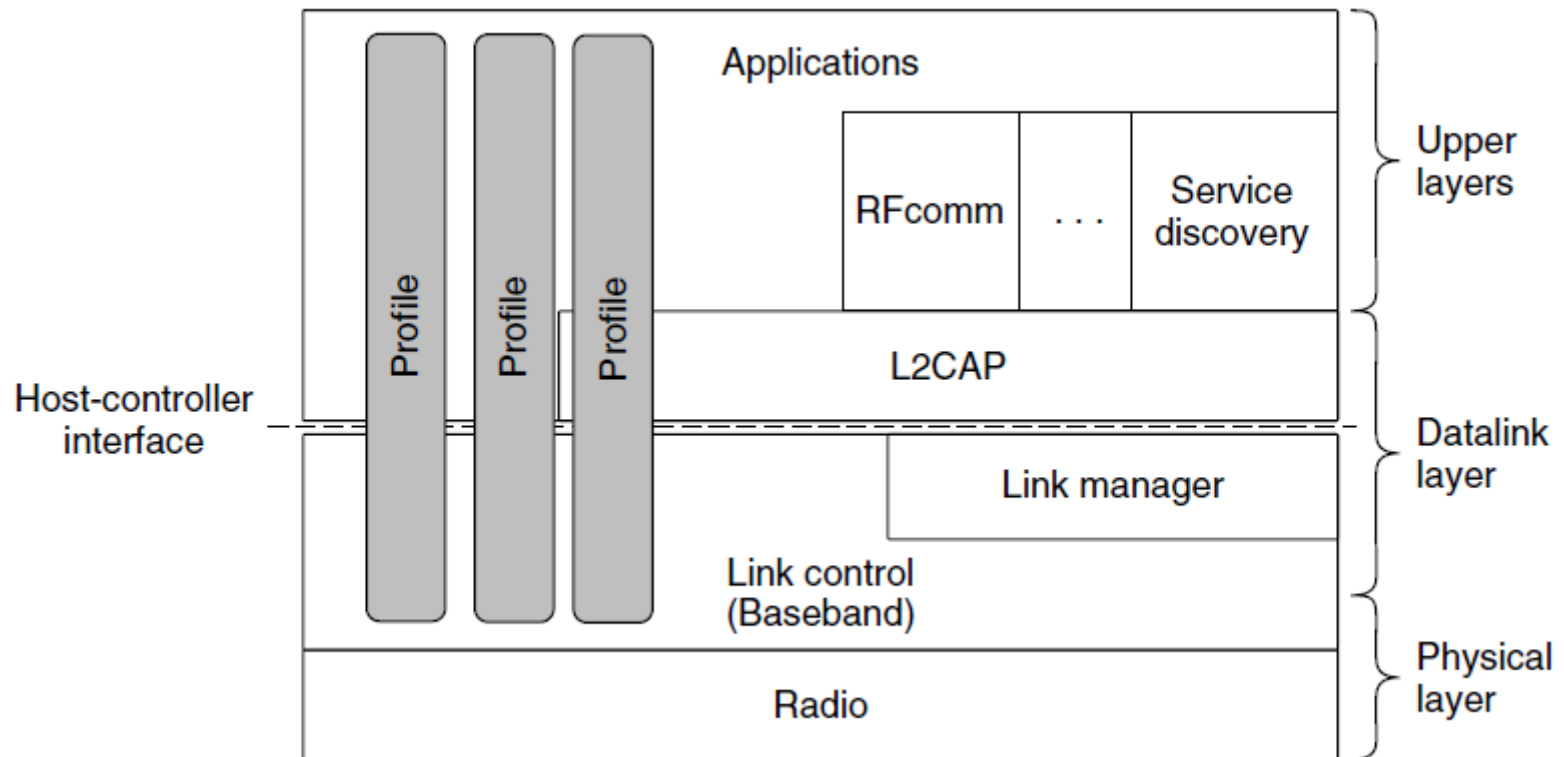 Applications
Upper
layers
RFcomm
. . .
Service
discovery
Profile
Profile
Profile
L2CAP
Host-controller
interface
Datalink
layer
Link manager
Link control
(Baseband)
Physical
layer
Radio